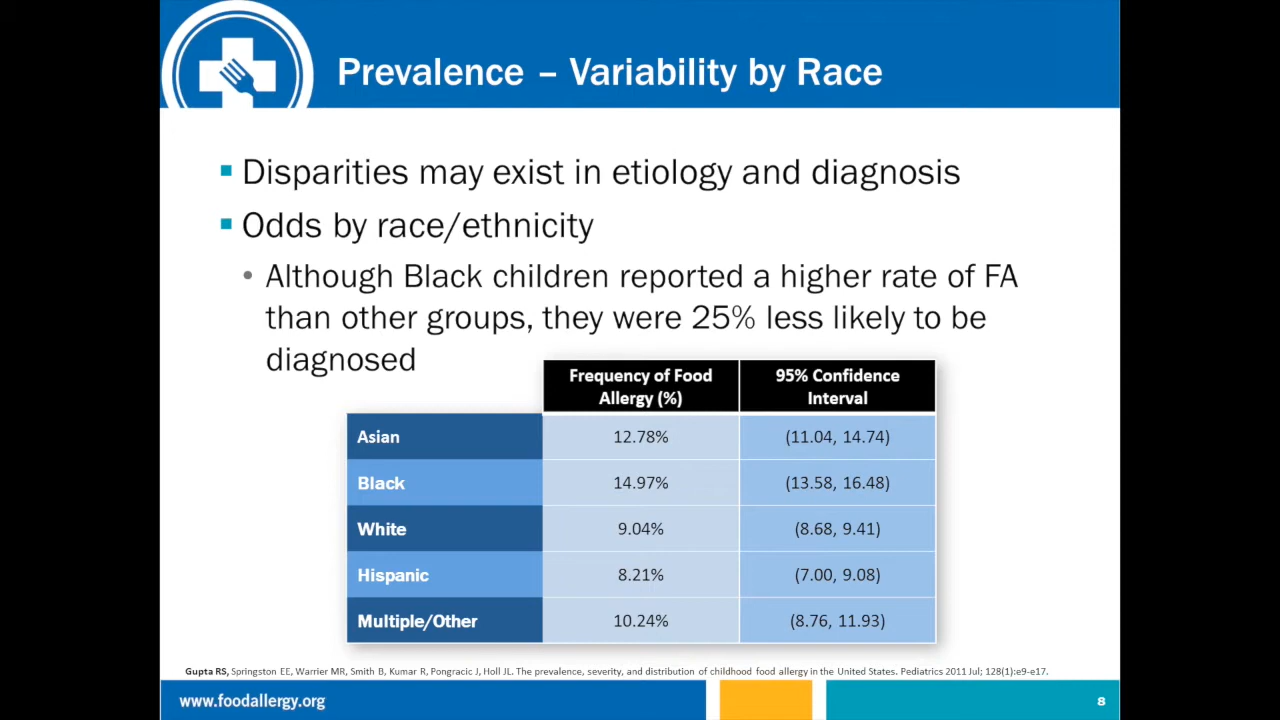 Prevalence – Variability by Race
Disparities may exist in etiology and diagnosis
Odds by race/ethnicity
Although Black children reported a higher rate of FA
than other groups, they were 25% less likely to be
diagnosed
Frequency of Food
Allergy (%)
95% Confidence
Interval
Asian 12.78% (11.04, 14.74)
Black 14.97% (13.58, 16.48)
White 9.04% (8.68, 9.41)
Hispanic 8.21% (7.00, 9.08)
Multiple/Other 10.24% (8.76, 11.93)
Gupta RS, Springston EE, Warrier MR, Smith B, Kumar R, Pongracic J, Holl JL. The prevalence, severity, and distribution of childhood food allergy in the United States. Pediatrics 2011 Jul; 128(1):e9-e17.
www.foodallergy.org
8